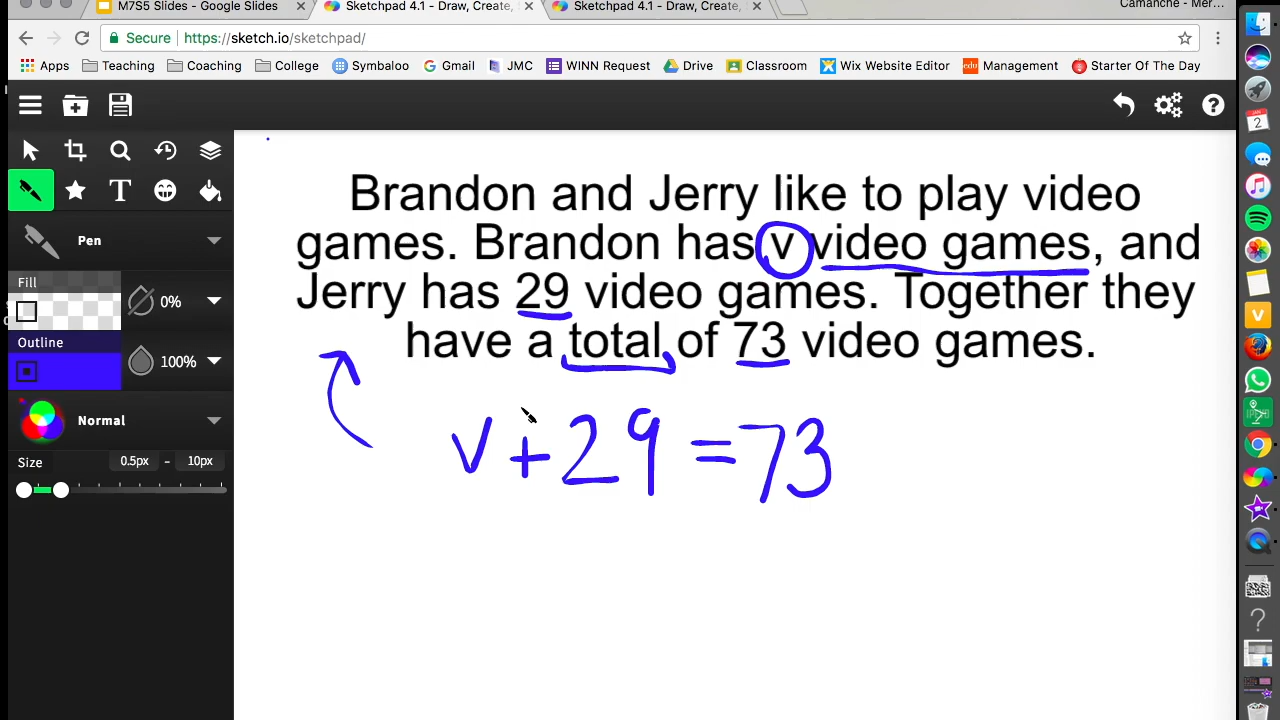 M7S5 Slides - Google Slides × Sketchpad 4.1 - Draw, Create, × Sketchpad 4.1 - Draw, Create, × Camanche - Mer...
Secure https://sketch.io/sketchpad/
Apps Teaching Coaching College Symbaloo Gmail JMC WINN Request Drive Classroom Wix Website Editor Management Starter Of The Day
Pen
Fill
0%
Outline
100%
Normal
Size 0.5px - 10px
Brandon and Jerry like to play video
games. Brandon has v video games, and
Jerry has 29 video games. Together they
have a total of 73 video games.
v + 29 = 73
JAN
2